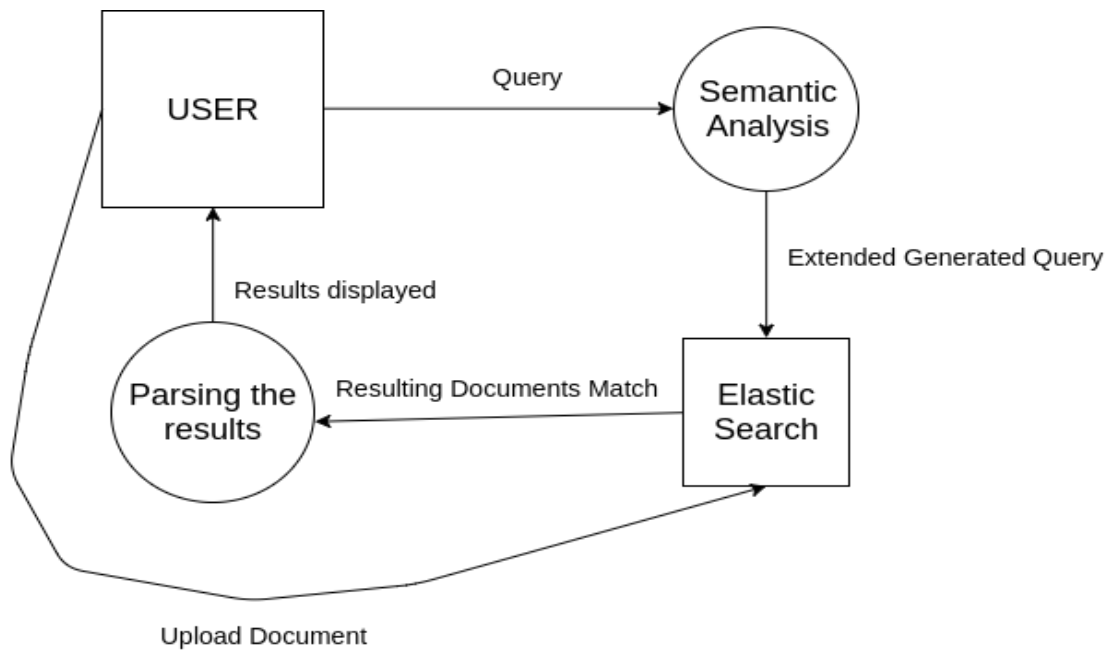 USER
Query
Semantic
Analysis
Extended Generated Query
Results displayed
Parsing the
results
Resulting Documents Match
Elastic
Search
Upload Document